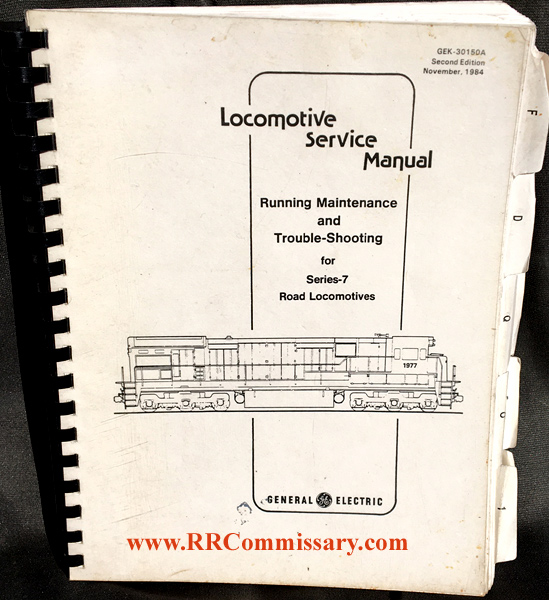 GEK-30150A
Second Edition
November, 1984
Locomotive
Service
Manual
Running Maintenance
and
Trouble-Shooting
for
Series-7
Road Locomotives
1977
GENERAL GE ELECTRIC
www.RRCommissary.com
F
D